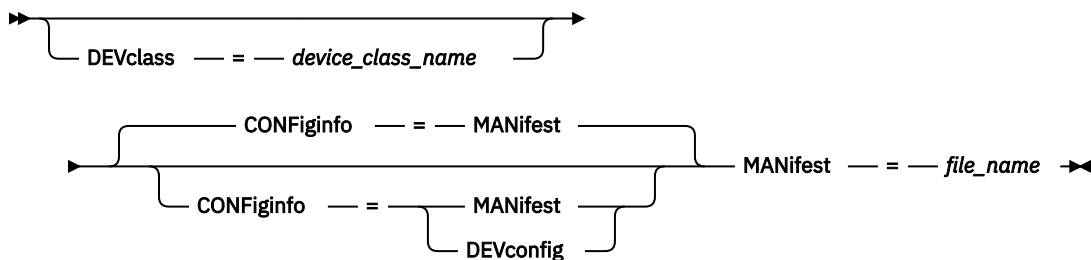 DEVclass = device_class_name
CONFiginfo = MANifest
MANifest = file_name
CONFiginfo = MANifest
DEVconfig